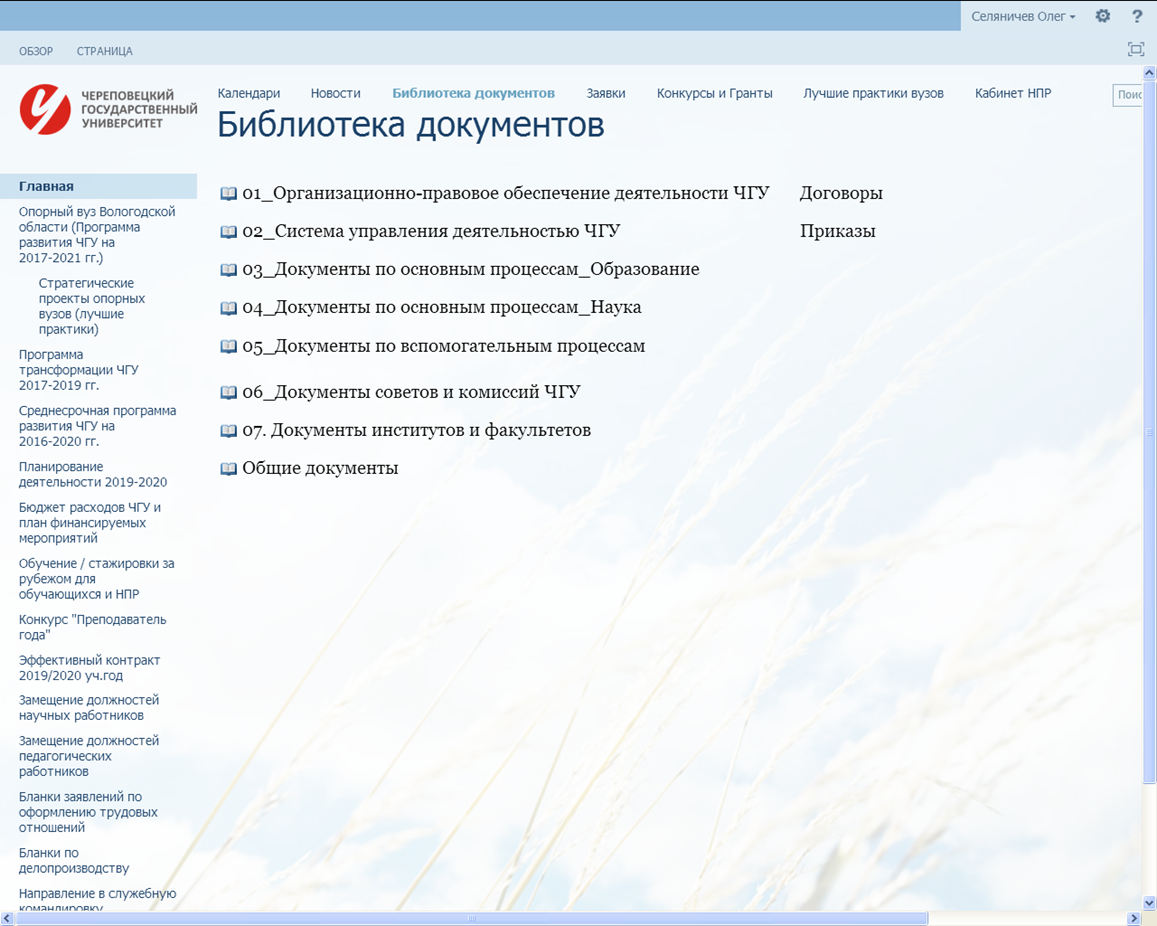 Селяничев Олег
?
ОБЗОР СТРАНИЦА
ЧЕРЕПОВЕЦКИЙ
ГОСУДАРСТВЕННЫЙ
УНИВЕРСИТЕТ
Календари Новости Библиотека документов Заявки Конкурсы и Гранты Лучшие практики вузов Кабинет НПР
Поис
Библиотека документов
Главная
Опорный вуз Вологодской
области (Программа
развития ЧГУ на
2017-2021 гг.)
Стратегические
проекты опорных
вузов (лучшие
практики)
Программа
трансформации ЧГУ
2017-2019 гг.
Среднесрочная программа
развития ЧГУ на
2016-2020 гг.
Планирование
деятельности 2019-2020
Бюджет расходов ЧГУ и
план финансируемых
мероприятий
Обучение / стажировки за
рубежом для
обучающихся и НПР
Конкурс "Преподаватель
года"
Эффективный контракт
2019/2020 уч.год
Замещение должностей
научных работников
Замещение должностей
педагогических
работников
Бланки заявлений по
оформлению трудовых
отношений
Бланки по
делопроизводству
Направление в служебную
командировку
01_Организационно-правовое обеспечение деятельности ЧГУ Договоры
02_Система управления деятельностью ЧГУ Приказы
03_Документы по основным процессам_Образование
04_Документы по основным процессам_Наука
05_Документы по вспомогательным процессам
06_Документы советов и комиссий ЧГУ
07. Документы институтов и факультетов
Общие документы